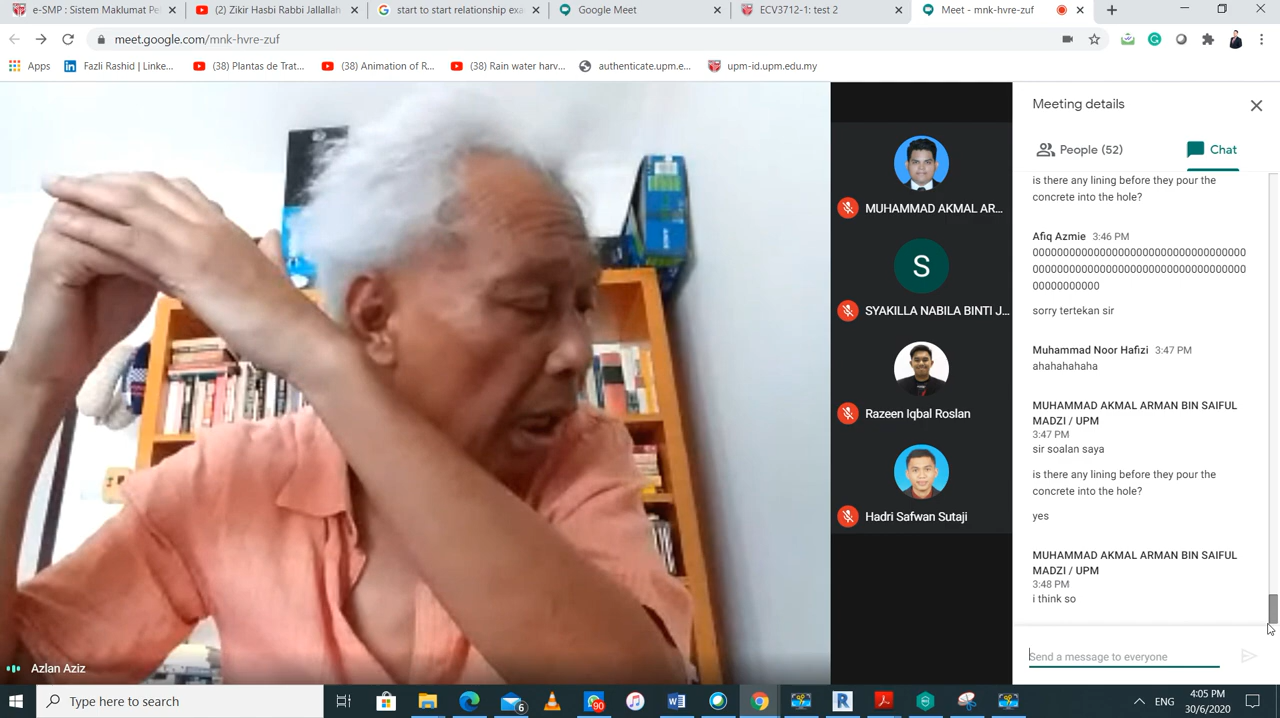 e-SMP : Sistem Maklumat Pel
(2) Zikir Hasbi Rabbi Jallallah
start to start relationship exa
Google Meet
ECV3712-1: test 2
Meet - mnk-hvre-zuf
meet.google.com/mnk-hvre-zuf
Apps
Fazli Rashid | Linke...
(38) Plantas de Trat...
(38) Animation of R...
(38) Rain water harv...
authenticate.upm.e...
upm-id.upm.edu.my
Meeting details
People (52)
Chat
is there any lining before they pour the
concrete into the hole?
Afiq Azmie 3:46 PM
00000000000000000000000000000000000
00000000000000000000000000000000000
00000000000
sorry tertekan sir
Muhammad Noor Hafizi 3:47 PM
ahahahahaha
MUHAMMAD AKMAL ARMAN BIN SAIFUL
MADZI / UPM
3:47 PM
sir soalan saya
is there any lining before they pour the
concrete into the hole?
yes
MUHAMMAD AKMAL ARMAN BIN SAIFUL
MADZI / UPM
3:48 PM
i think so
Send a message to everyone
MUHAMMAD AKMAL AR...
S
SYAKILLA NABILA BINTI J...
Razeen Iqbal Roslan
Hadri Safwan Sutaji
Azlan Aziz
Type here to search
6
90
ENG
4:05 PM
30/6/2020